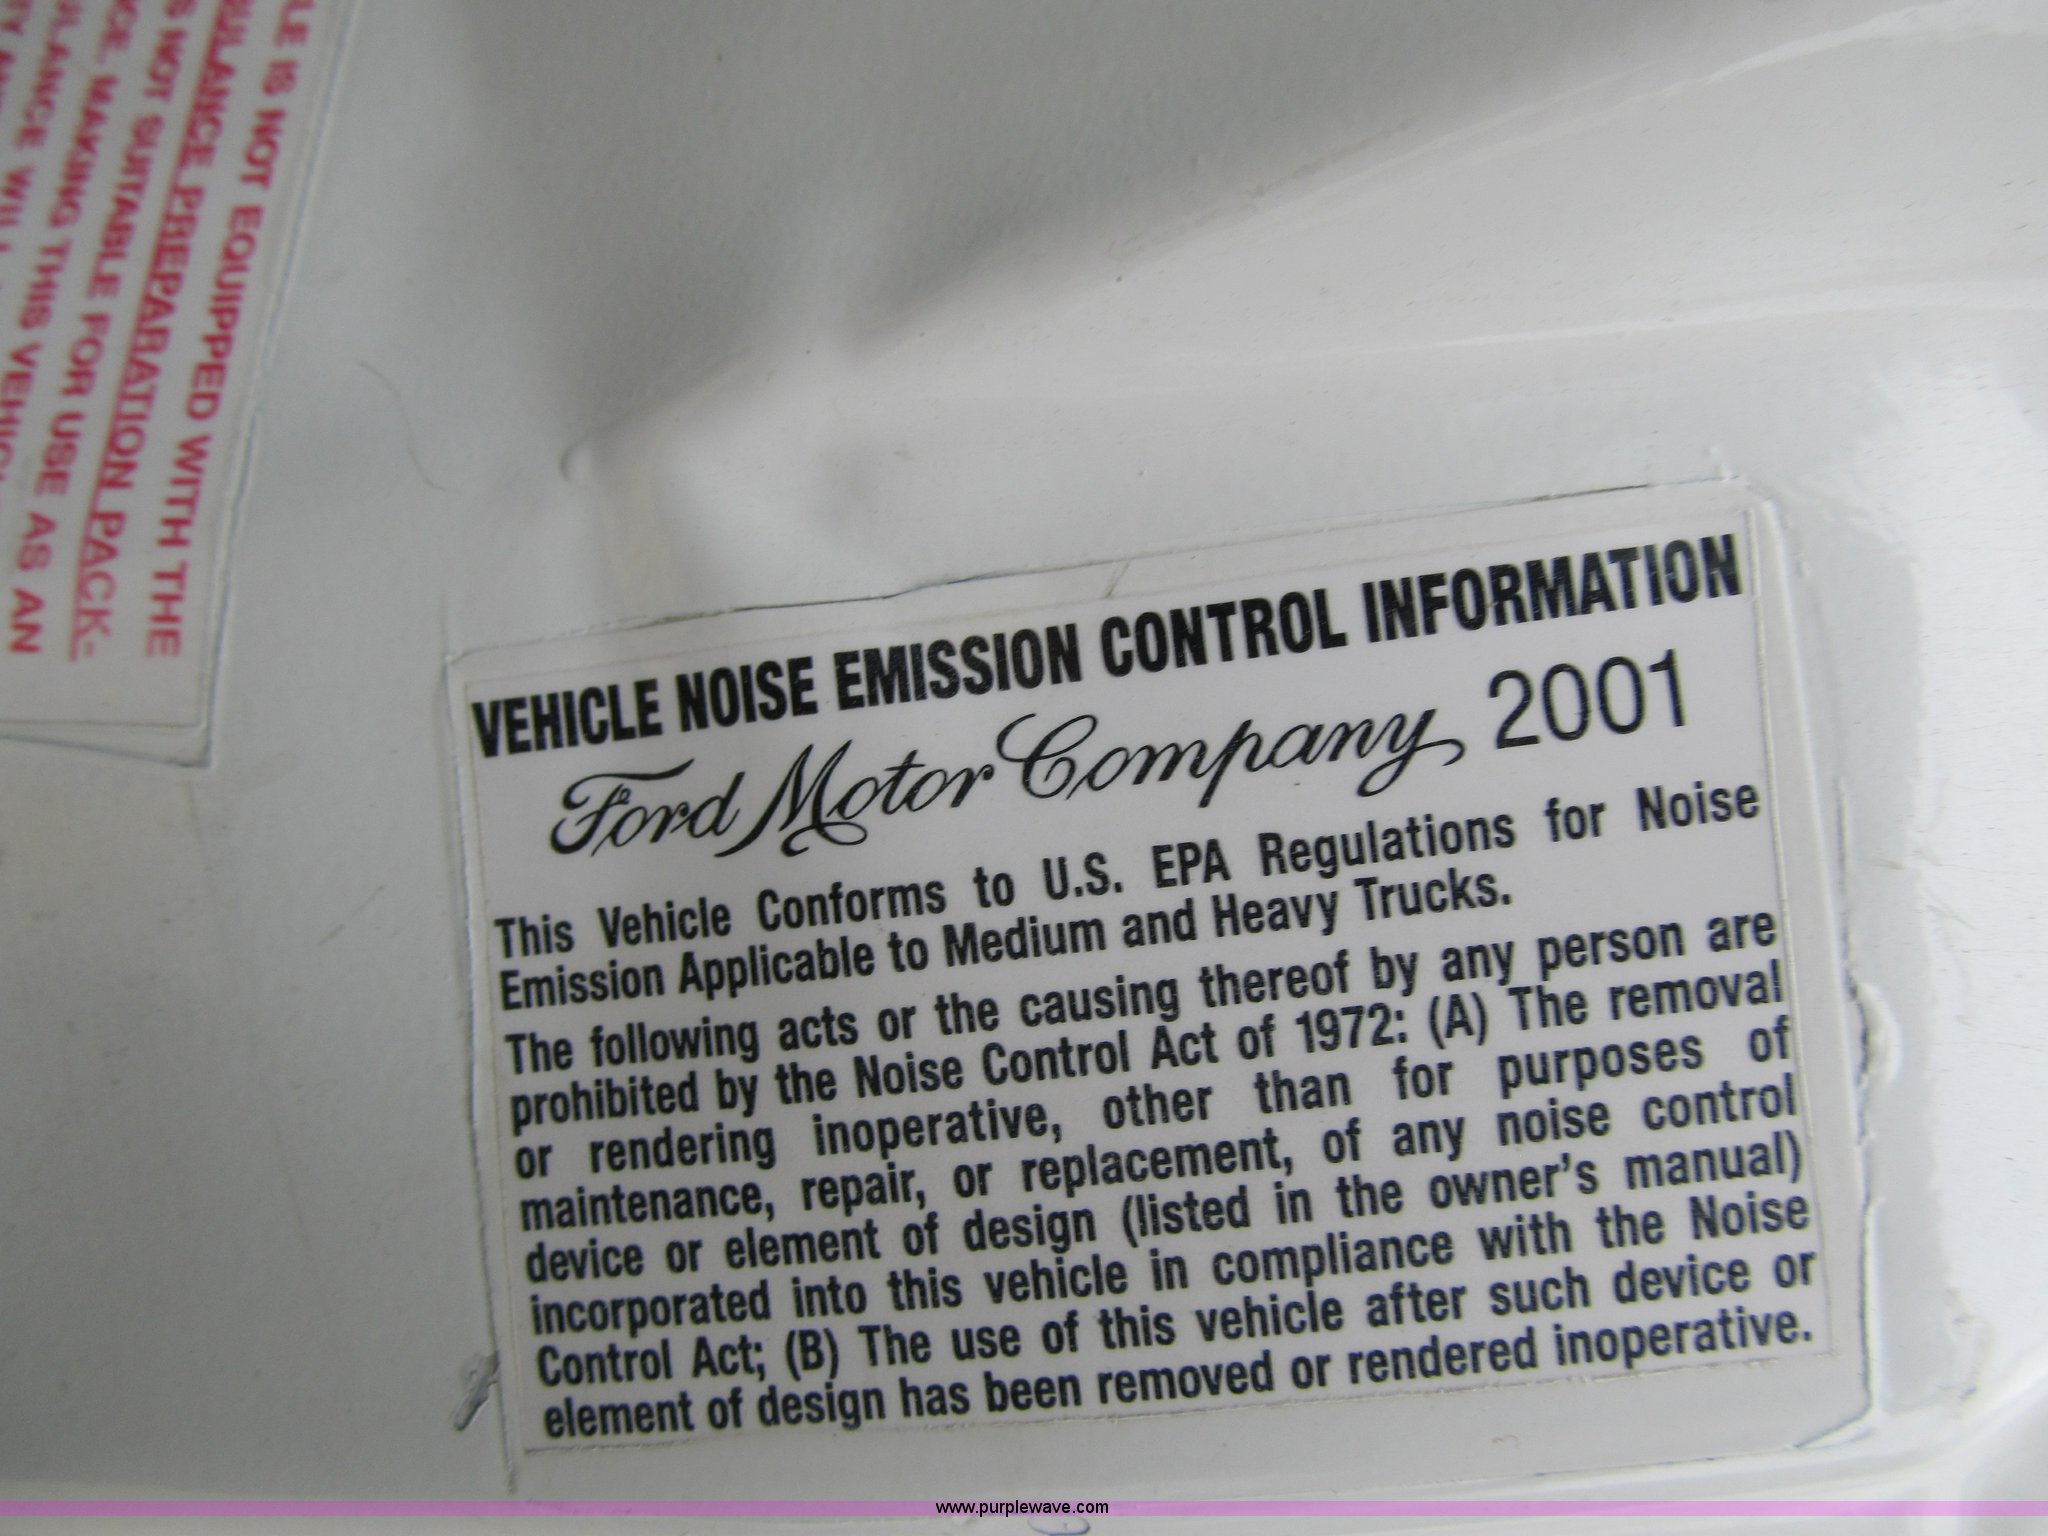 LE IS NOT EQUIPPED WITH THE
BULANCE PREPARATION PACK-
S NOT SUITABLE FOR USE AS AN
MAKING THIS
WILL
VEHICLE NOISE EMISSION CONTROL INFORMATION
Ford Motor Company 2001
This Vehicle Conforms to U.S. EPA Regulations for Noise
Emission Applicable to Medium and Heavy Trucks.
The following acts or the causing thereof by any person are
prohibited by the Noise Control Act of 1972: (A) The removal
or rendering inoperative, other than for purposes of
maintenance, repair, or replacement, of any noise control
device or element of design (listed in the owner's manual)
incorporated into this vehicle in compliance with the Noise
Control Act; (B) The use of this vehicle after such device or
element of design has been removed or rendered inoperative.
www.purplewave.com